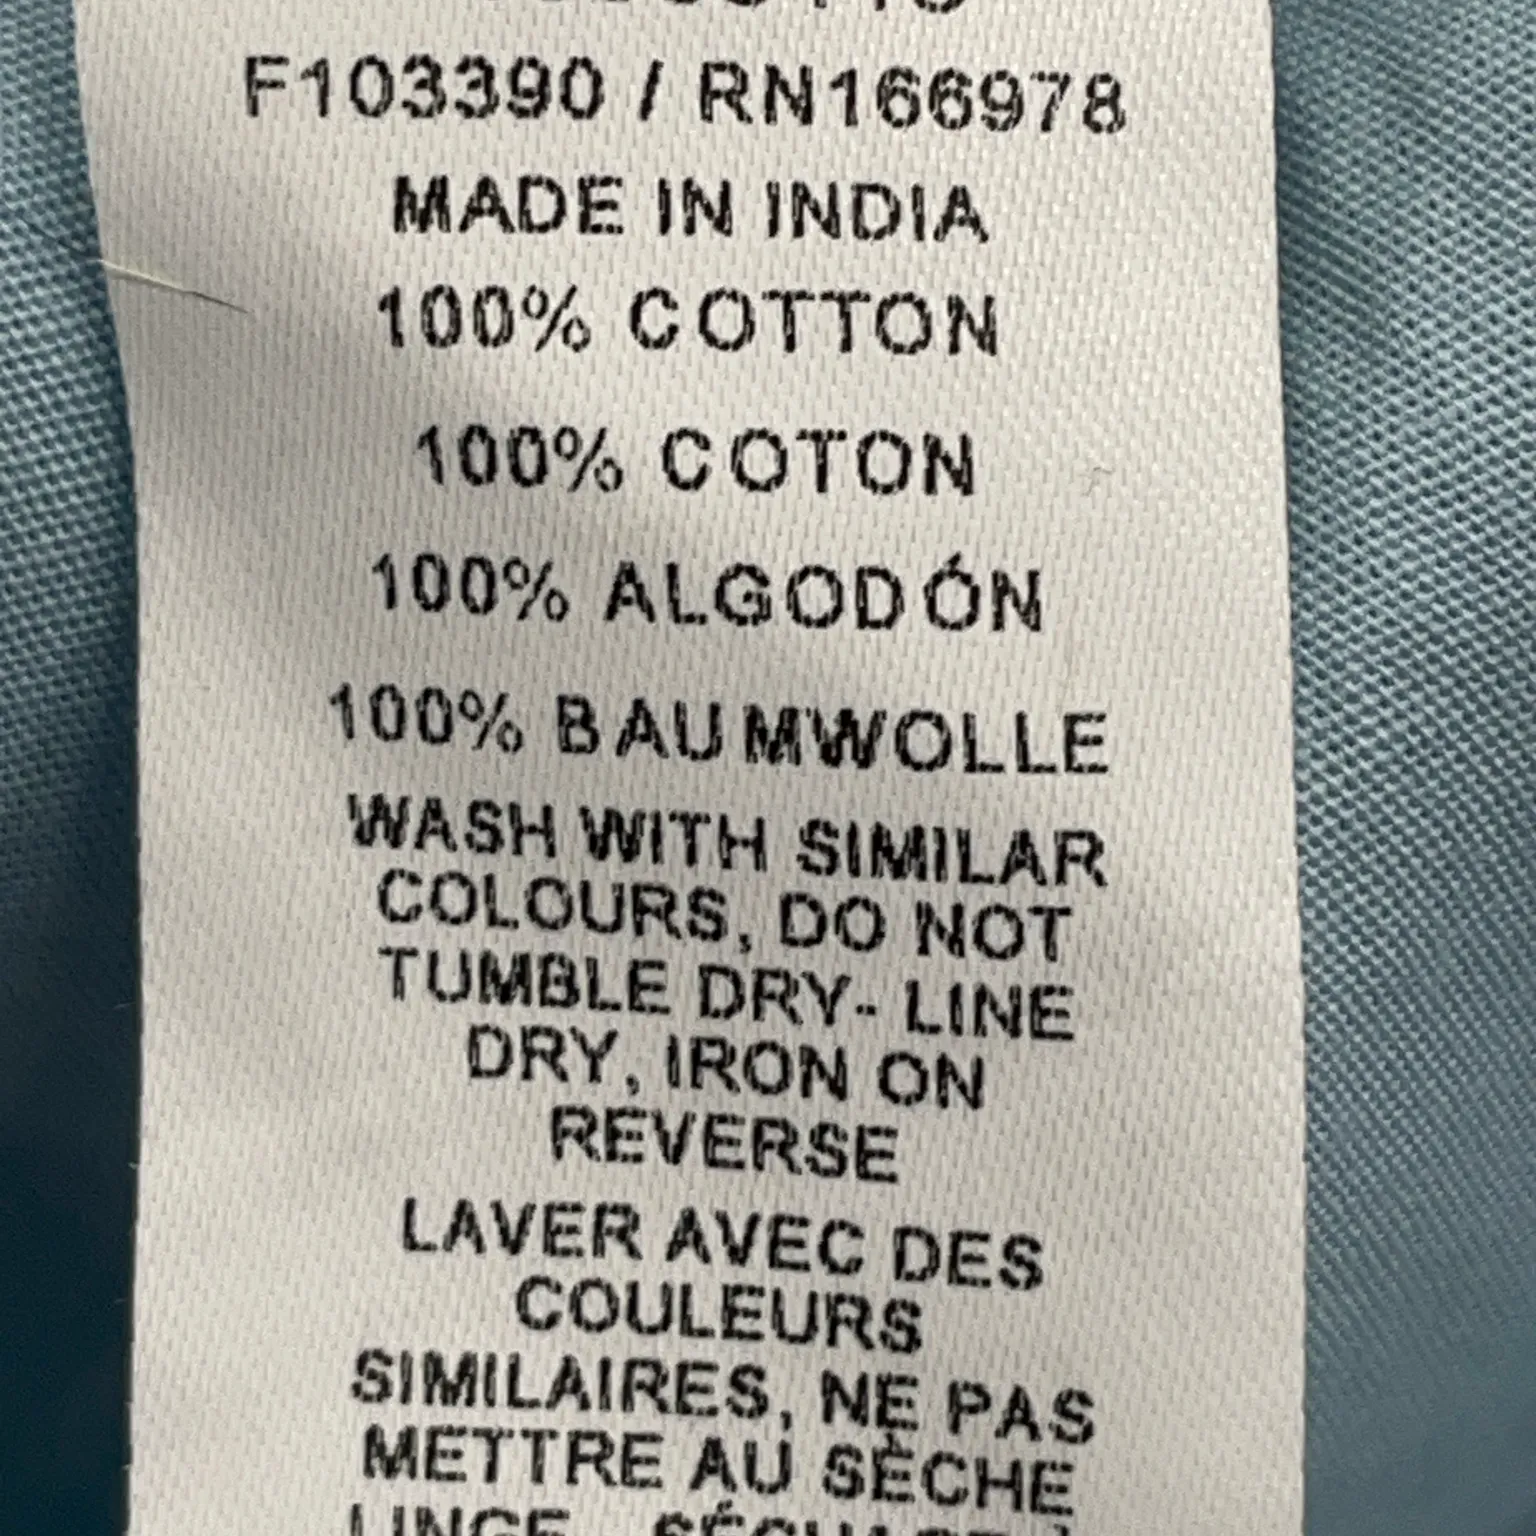 F103390 / RN166978
MADE IN INDIA
100% COTTON
100% COTON
100% ALGODÓN
100% BAUMWOLLE
WASH WITH SIMILAR
COLOURS, DO NOT
TUMBLE DRY- LINE
DRY, IRON ON
REVERSE
LAVER AVEC DES
COULEURS
SIMILAIRES, NE PAS
METTRE AU SÈCHE
LINGE